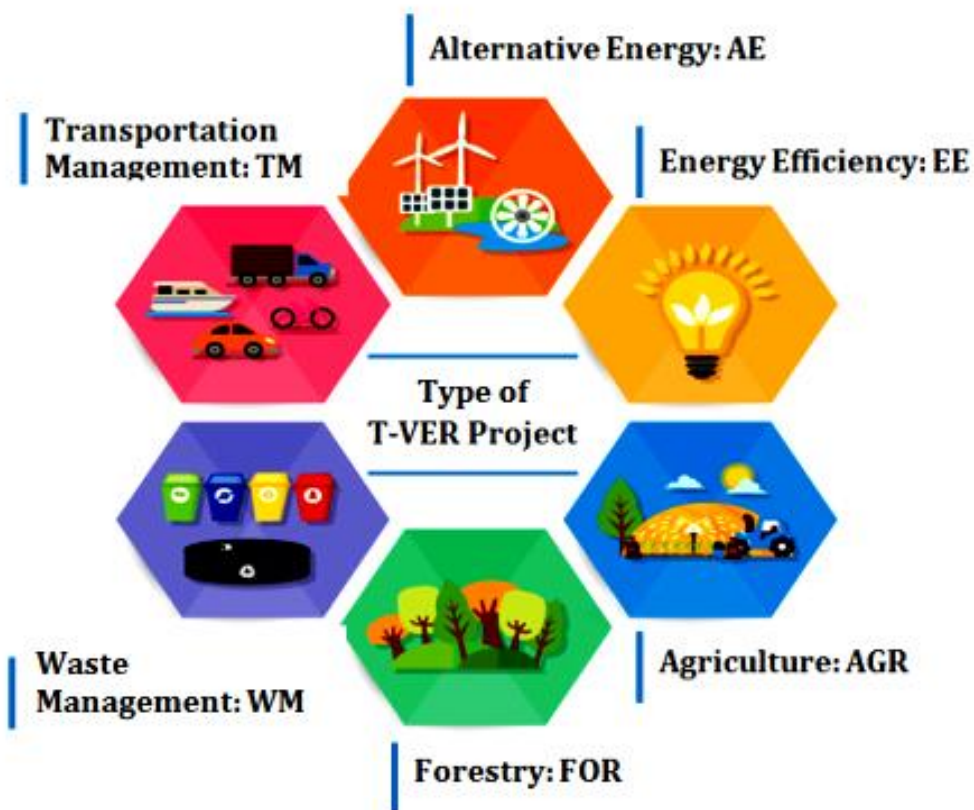 Alternative Energy: AE
Transportation
Management: TM
Energy Efficiency: EE
Type of
T-VER Project
Waste
Management: WM
Agriculture: AGR
Forestry: FOR